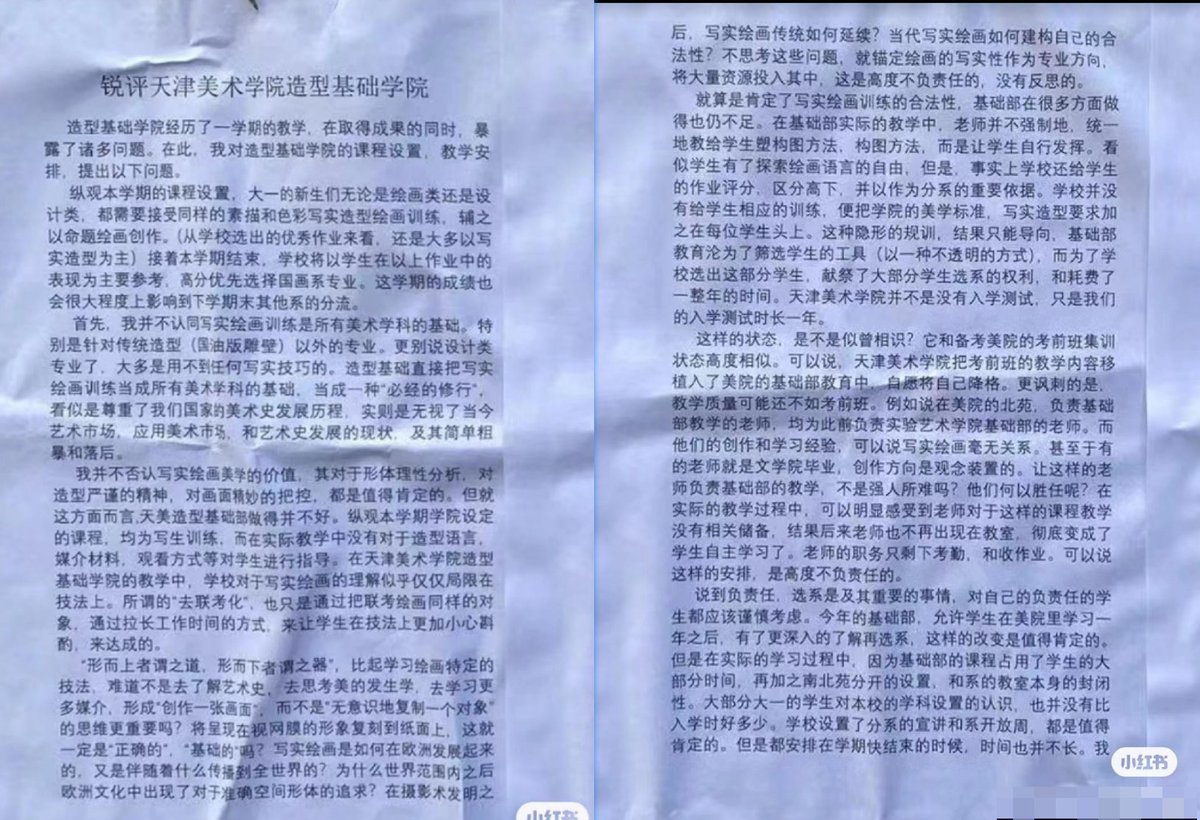 锐评天津美术学院造型基础学院
造型基础学院经历了一学期的教学，在取得成果的同时，暴
露了诸多问题。在此，我对造型基础学院的课程设置，教学安
排，提出以下问题。
纵观本学期的课程设置，大一的新生们无论是绘画类还是设
计类，都需要接受同样的素描和色彩写实造型绘画训练，辅之
以命题绘画创作。（从学校选出的优秀作业来看，还是大多以写
实造型为主）接着本学期结束，学校将以学生在以上作业中的
表现为主要参考，高分优先选择国画系专业。这学期的成绩也
会很大程度上影响到下学期末其他系的分流。
首先，我并不认同写实绘画训练是所有美术学科的基础。特
别是针对传统造型（国油版雕壁）以外的专业。更别说设计类
专业了，大多是用不到任何写实技巧的。造型基础直接把写实
绘画训练当成所有美术学科的基础，当成一种“必经的修行”，
看似是尊重了我们国家的美术史发展历程，实则是无视了当今
艺术市场，应用美术市场，和艺术史发展的现状，及其简单粗
暴和落后。
我并不否认写实绘画美学的价值，其对于形体理性分析，对
造型严谨的精神，对画面精妙的把控，都是值得肯定的。但就
这方面而言，天美造型基础部做得并不好。纵观本学期学院设定
的课程，均为写生训练，而在实际教学中没有对于造型语言，
媒介材料，观看方式等对学生进行指导。在天津美术学院造型
基础学院的教学中，学校对于写实绘画的理解似乎仅仅局限在
技法上。所谓的“去联考化”，也只是通过把联考绘画同样的对
象，通过拉长工作时间的方式，来让学生在技法上更加小心斟
酌，来达成的。
“形而上者谓之道，形而下者谓之器”，比起学习绘画特定的
技法，难道不是去了解艺术史，去思考美的发生学，去学习更
多媒介，形成“创作一张画面”，而不是“无意识地复制一个对象”
的思维更重要吗？将呈现在视网膜的形象复刻到纸面上，这就
一定是“正确的”，“基础的”吗？写实绘画是如何在欧洲发展起来
的，又是伴随着什么传播到全世界的？为什么世界范围内之后
欧洲文化中出现了对于准确空间形体的追求？在摄影术发明之
小红书
后，写实绘画传统如何延续？当代写实绘画如何建构自己的合
法性？不思考这些问题，就锚定绘画的写实性作为专业方向，
将大量资源投入其中，这是高度不负责任的，没有反思的。
就算是肯定了写实绘画训练的合法性，基础部在很多方面做
得也仍不足。在基础部实际的教学中，老师并不强制地，统一
地教给学生塑构图方法，构图方法，而是让学生自行发挥。看
似学生有了探索绘画语言的自由，但是，事实上学校还给学生
的作业评分，区分高下，并以作为分系的重要依据。学校并没
有给学生相应的训练，便把学院的美学标准，写实造型要求加
之在每位学生头上。这种隐形的规训，结果只能导向，基础部
教育沦为了筛选学生的工具（以一种不透明的方式），而为了学
校选出这部分学生，献祭了大部分学生选系的权利，和耗费了
一整年的时间。天津美术学院并不是没有入学测试，只是我们
的入学测试时长一年。
这样的状态，是不是似曾相识？它和备考美院的考前班集训
状态高度相似。可以说，天津美术学院把考前班的教学内容移
植入了美院的基础部教育中，自愿将自己降格。更讽刺的是，
教学质量可能还不如考前班。例如说在美院的北苑，负责基础
部教学的老师，均为此前负责实验艺术学院基础部的老师。而
他们的创作和学习经验，可以说写实绘画毫无关系。甚至于有
的老师就是文学院毕业，创作方向是观念装置的。让这样的老
师负责基础部的教学，不是强人所难吗？他们何以胜任呢？在
实际的教学过程中，可以明显感受到老师对于这样的课程教学
没有相关储备，结果后来老师也不再出现在教室，彻底变成了
学生自主学习了。老师的职务只剩下考勤，和收作业。可以说
这样的安排，是高度不负责任的。
说到负责任，选系是及其重要的事情，对自己的负责任的学
生都应该谨慎考虑。今年的基础部，允许学生在美院里学习一
年之后，有了更深入的了解再选系，这样的改变是值得肯定的。
但是在实际的学习过程中，因为基础部的课程占用了学生的大
部分时间，再加之南北苑分开的设置，和系的教室本身的封闭
性。大部分大一的学生对本校的学科设置的认识，也并没有比
入学时好多少。学校设置了分系的宣讲和系开放周，都是值得
肯定的。但是都安排在学期快结束的时候，时间也并不长。我
小红书